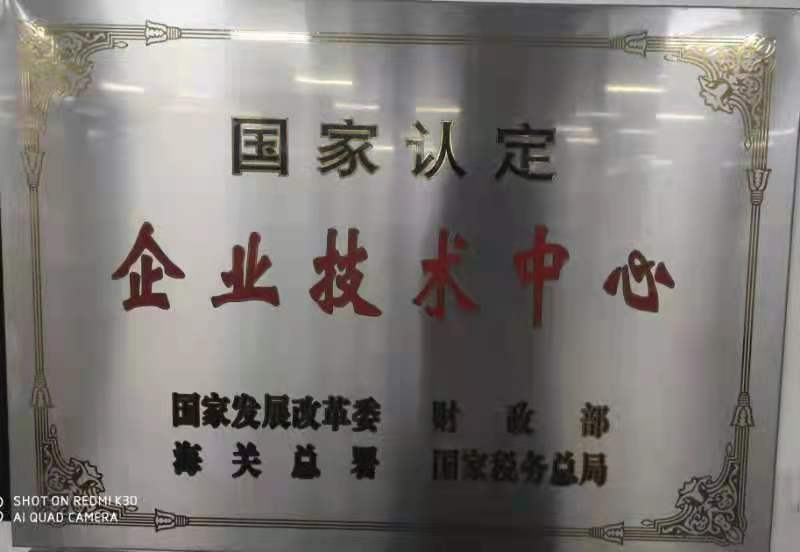 国家认定
企业技术中心
国家发展改革委 财政部
海关总署 国家税务总局
SHOT ON REDMI K30
AI QUAD CAMERA